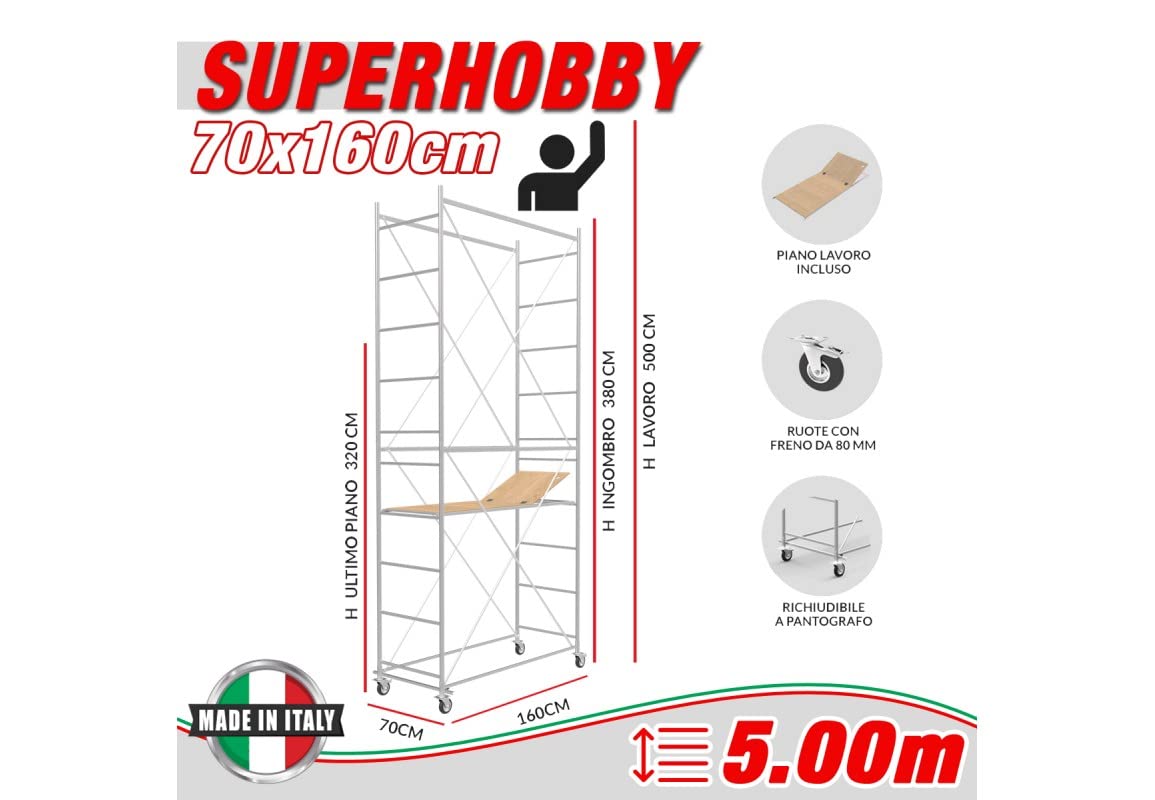 SUPERHOBBY
70x160cm
H ULTIMO PIANO 320 CM
H INGOMBRO 380 CM
H LAVORO 500 CM
70CM
160CM
PIANO LAVORO
INCLUSO
RUOTE CON
FRENO DA 80 MM
RICHIUDIBILE
A PANTOGRAFO
MADE IN ITALY
5.00m